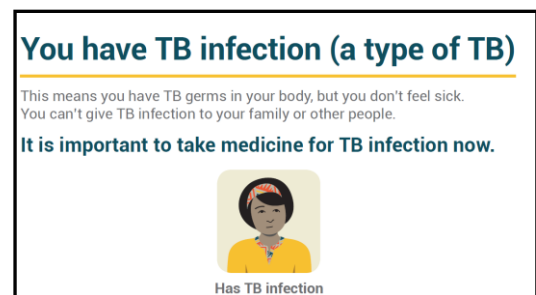 You have TB infection (a type of TB)
This means you have TB germs in your body, but you don't feel sick.
You can't give TB infection to your family or other people.
It is important to take medicine for TB infection now.
Has TB infection